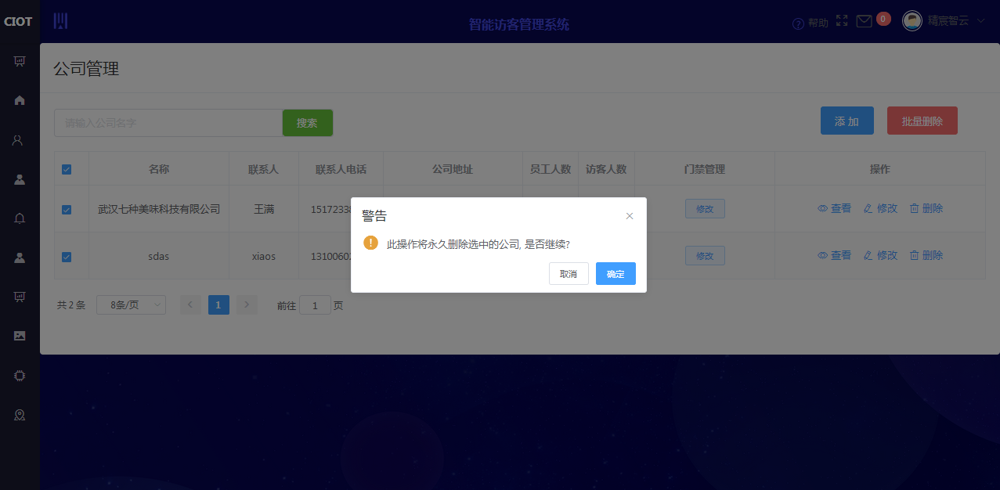 CIOT
智能访客管理系统
帮助
0
精宸智云
公司管理
请输入公司名字
搜索
添 加
批量删除
名称 联系人 联系人电话 公司地址 员工人数 访客人数 门禁管理 操作
武汉七种美味科技有限公司 王满 修改 查看 修改 删除
sdas xiaos 修改 查看 修改 删除
警告
此操作将永久删除选中的公司, 是否继续?
取消 确定
共 2 条 8条/页 1 前往 1 页